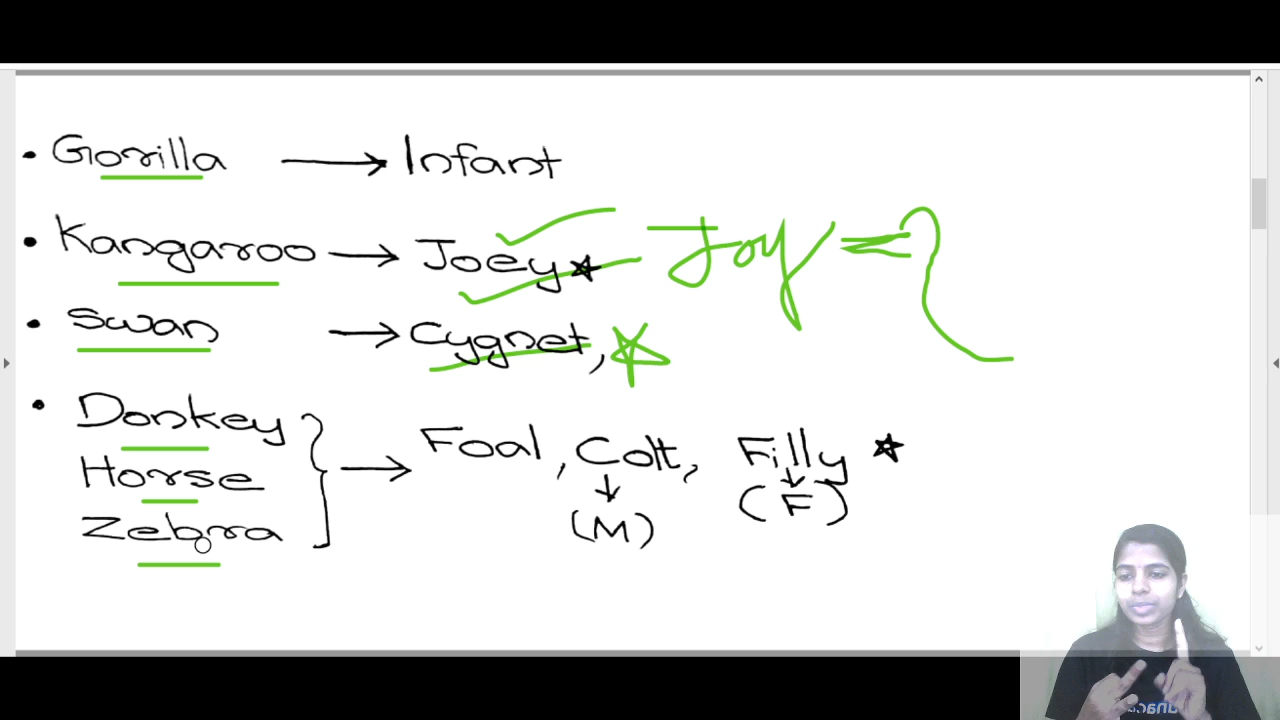 • Gorilla → Infant
• Kangaroo → Joey ★ Joy =
• Swan → Cygnet, ☆
• Donkey
Horse
Zebra } → Foal, Colt, Filly ★
↓ ↓
(M) (F)